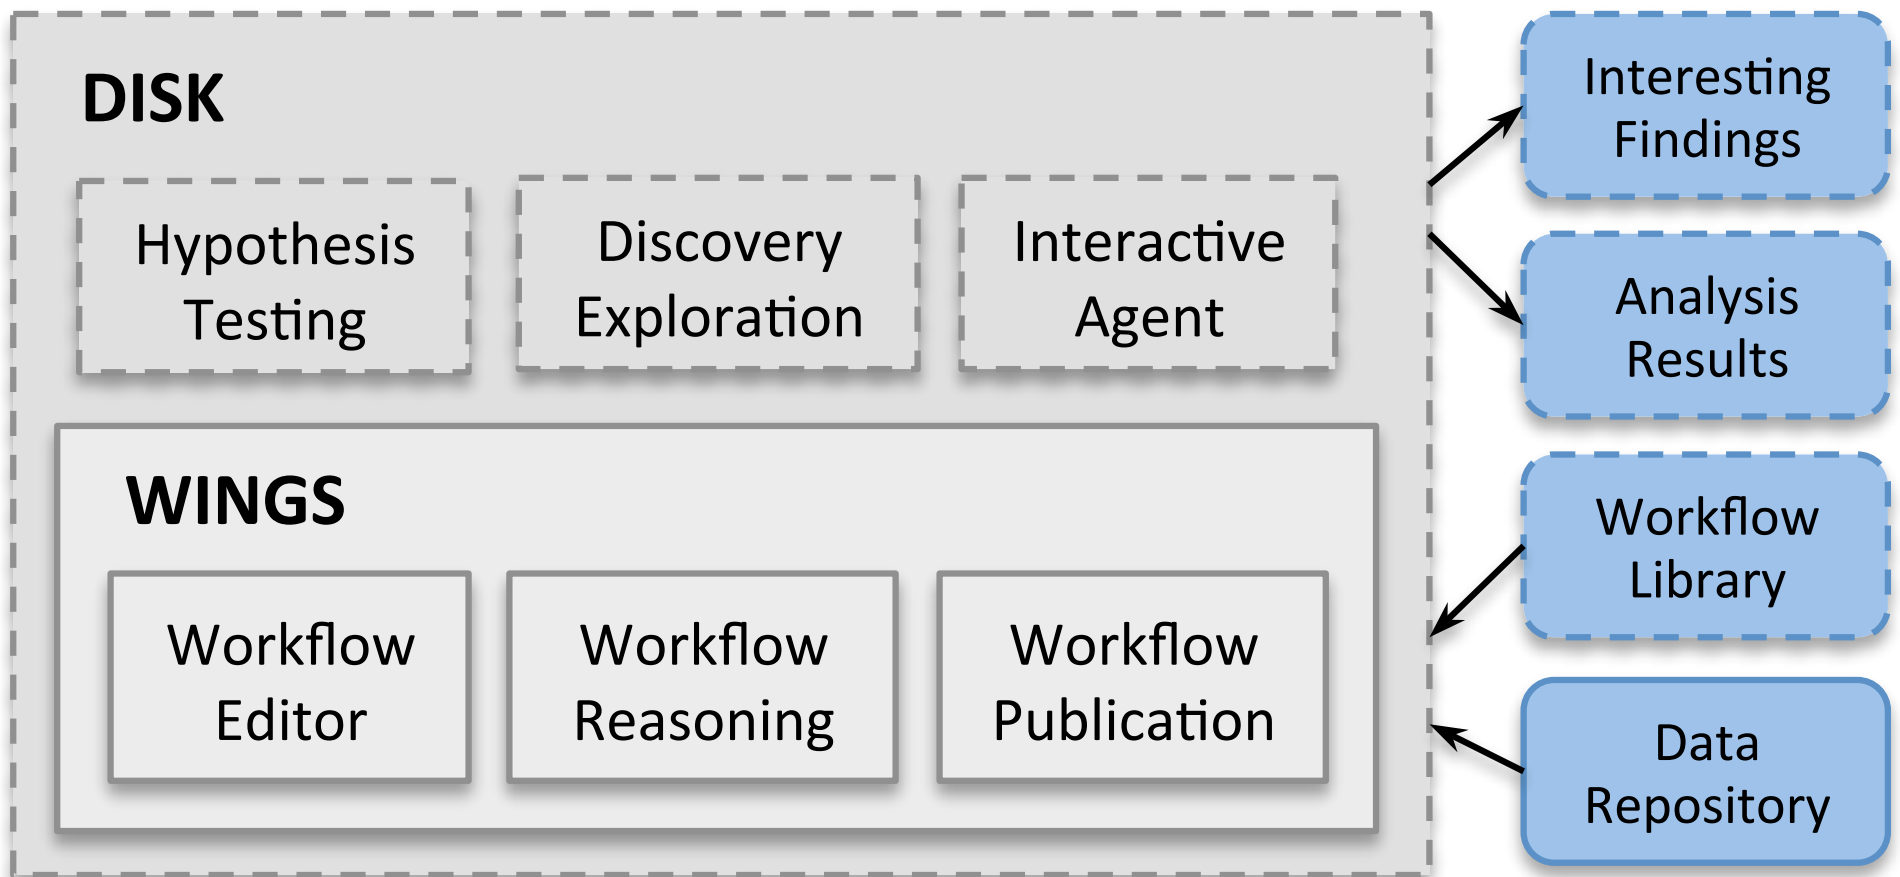 DISK
Hypothesis
Testing
Discovery
Exploration
Interactive
Agent
WINGS
Workflow
Editor
Workflow
Reasoning
Workflow
Publication
Interesting
Findings
Analysis
Results
Workflow
Library
Data
Repository